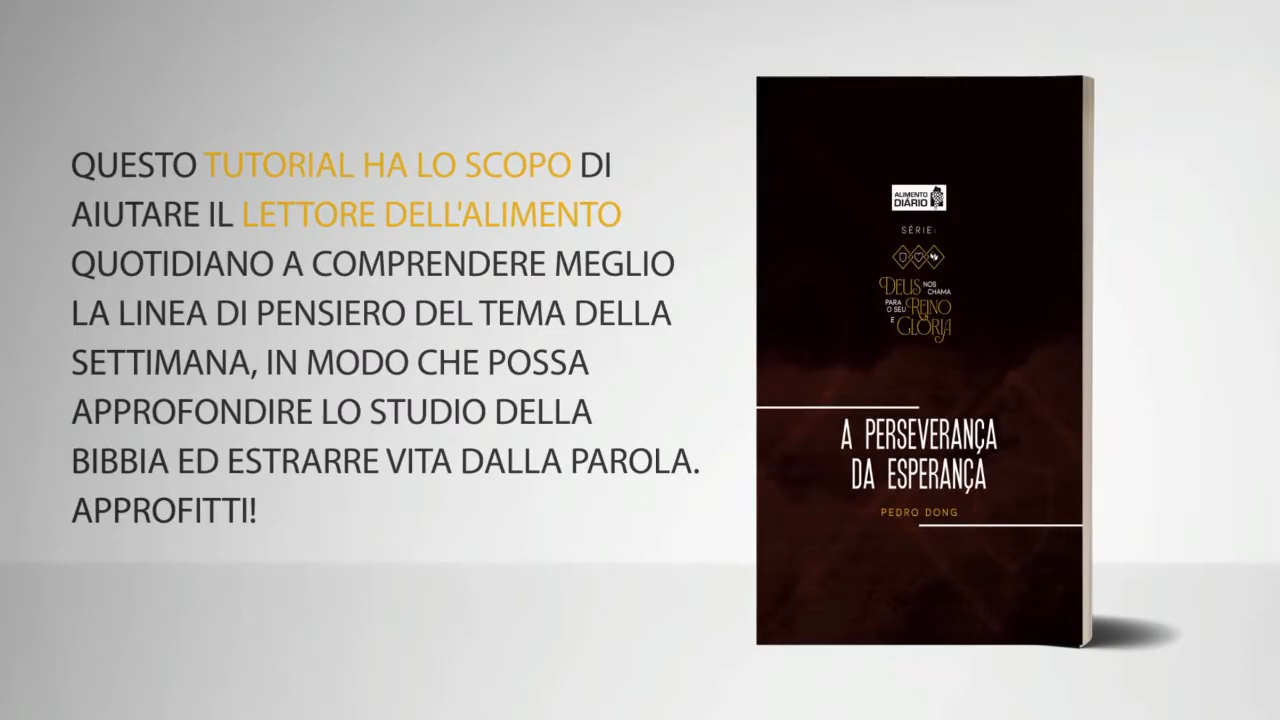 QUESTO TUTORIAL HA LO SCOPO DI
AIUTARE IL LETTORE DELL'ALIMENTO
QUOTIDIANO A COMPRENDERE MEGLIO
LA LINEA DI PENSIERO DEL TEMA DELLA
SETTIMANA, IN MODO CHE POSSA
APPROFONDIRE LO STUDIO DELLA
BIBBIA ED ESTRARRE VITA DALLA PAROLA.
APPROFITTI!
ALIMENTO
DIÁRIO
SÉRIE:
DEUS NOS
CHAMA
PARA
O SEU REINO
E GLÓRIA
A PERSEVERANÇA
DA ESPERANÇA
PEDRO DONG